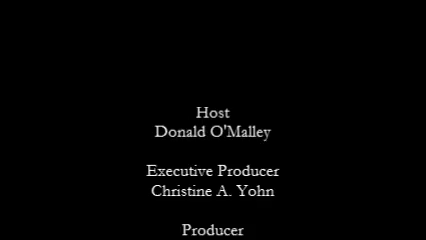 Host
Donald O'Malley
Executive Producer
Christine A. Yohn
Producer